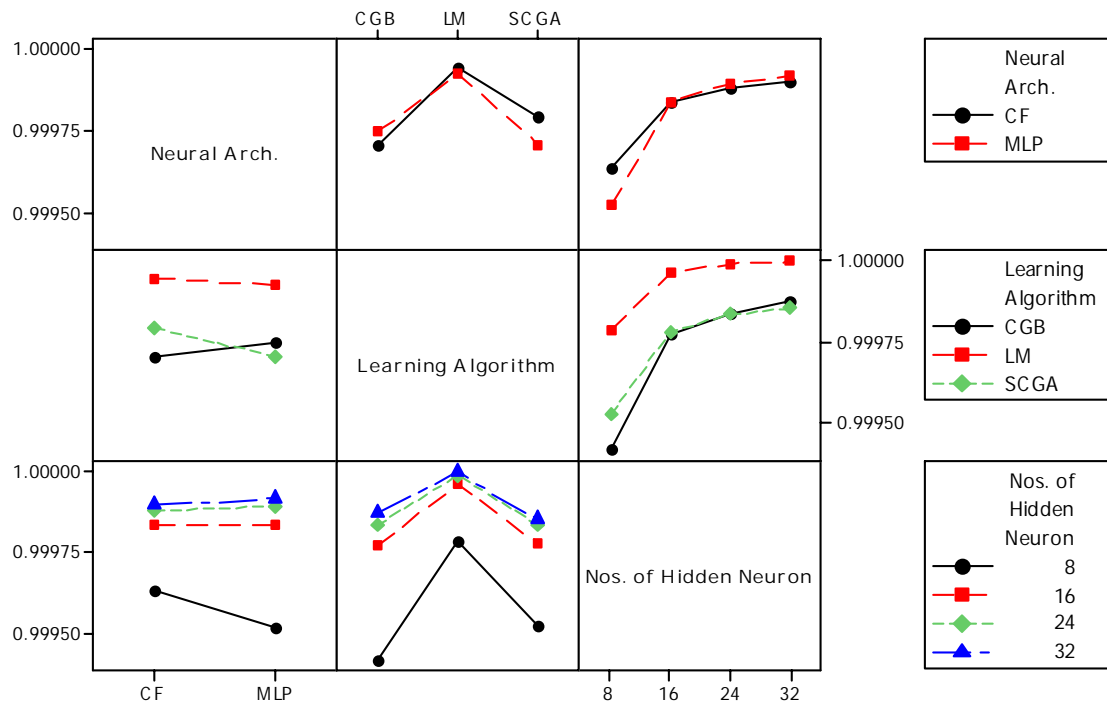 CGB LM SCGA
1.00000
0.99975
0.99950
Neural Arch.
Neural
Arch.
CF
MLP
Learning Algorithm
1.00000
0.99975
0.99950
Learning
Algorithm
CGB
LM
SCGA
1.00000
0.99975
0.99950
Nos. of Hidden Neuron
Nos. of
Hidden
Neuron
8
16
24
32
CF MLP
8 16 24 32